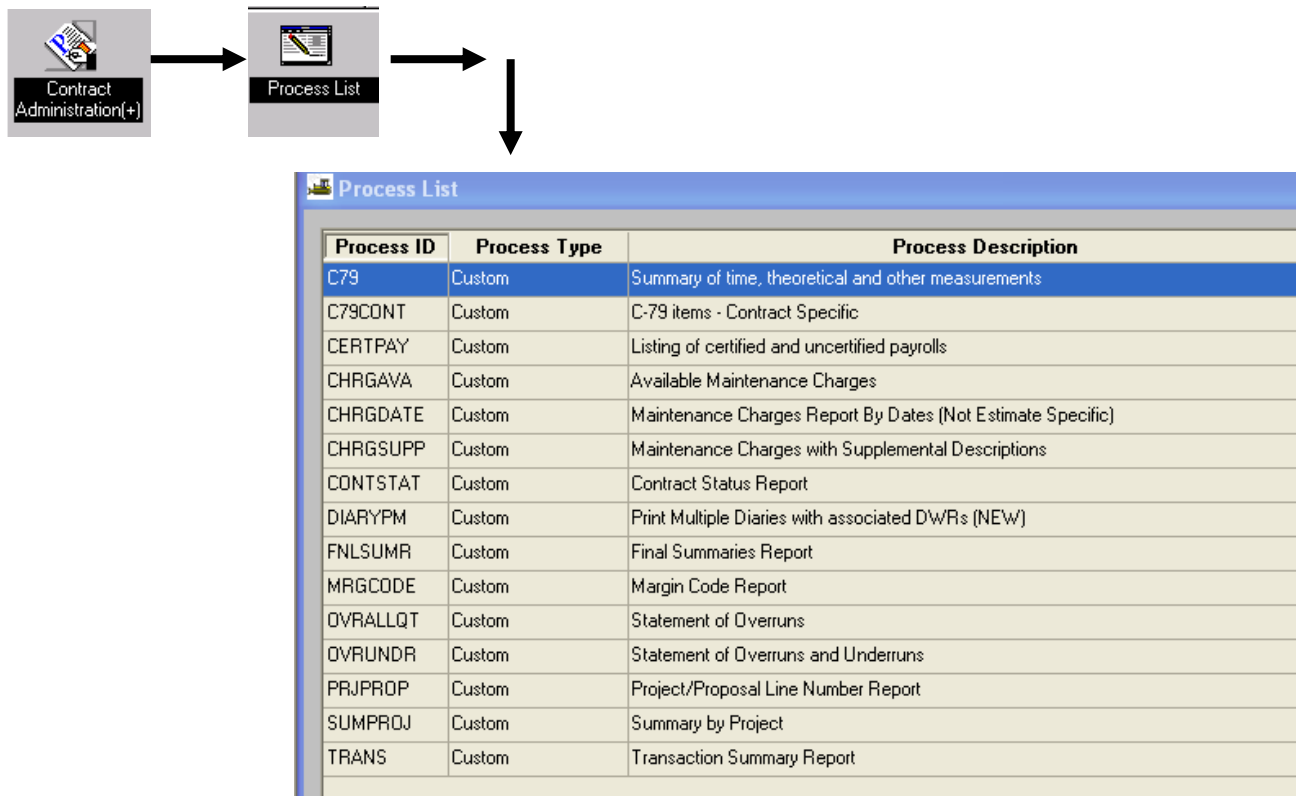 Contract
Administration(+)
Process List
Process List
Process ID Process Type Process Description
C79 Custom Summary of time, theoretical and other measurements
C79CONT Custom C-79 items - Contract Specific
CERTPAY Custom Listing of certified and uncertified payrolls
CHRGAVA Custom Available Maintenance Charges
CHRGDATE Custom Maintenance Charges Report By Dates (Not Estimate Specific)
CHRGSUPP Custom Maintenance Charges with Supplemental Descriptions
CONTSTAT Custom Contract Status Report
DIARYPM Custom Print Multiple Diaries with associated DWRs (NEW)
FNLSUMR Custom Final Summaries Report
MRGCODE Custom Margin Code Report
OVRALLQT Custom Statement of Overruns
OVRUNDR Custom Statement of Overruns and Underruns
PRJPROP Custom Project/Proposal Line Number Report
SUMPROJ Custom Summary by Project
TRANS Custom Transaction Summary Report